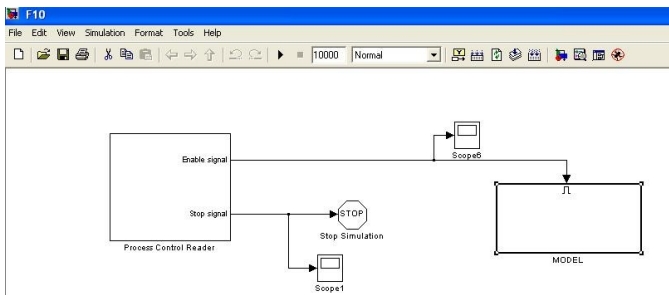 F10
File Edit View Simulation Format Tools Help
10000 Normal
Enable signal
Scope6
Stop signal
STOP
Stop Simulation
Process Control Reader
MODEL
Scope1